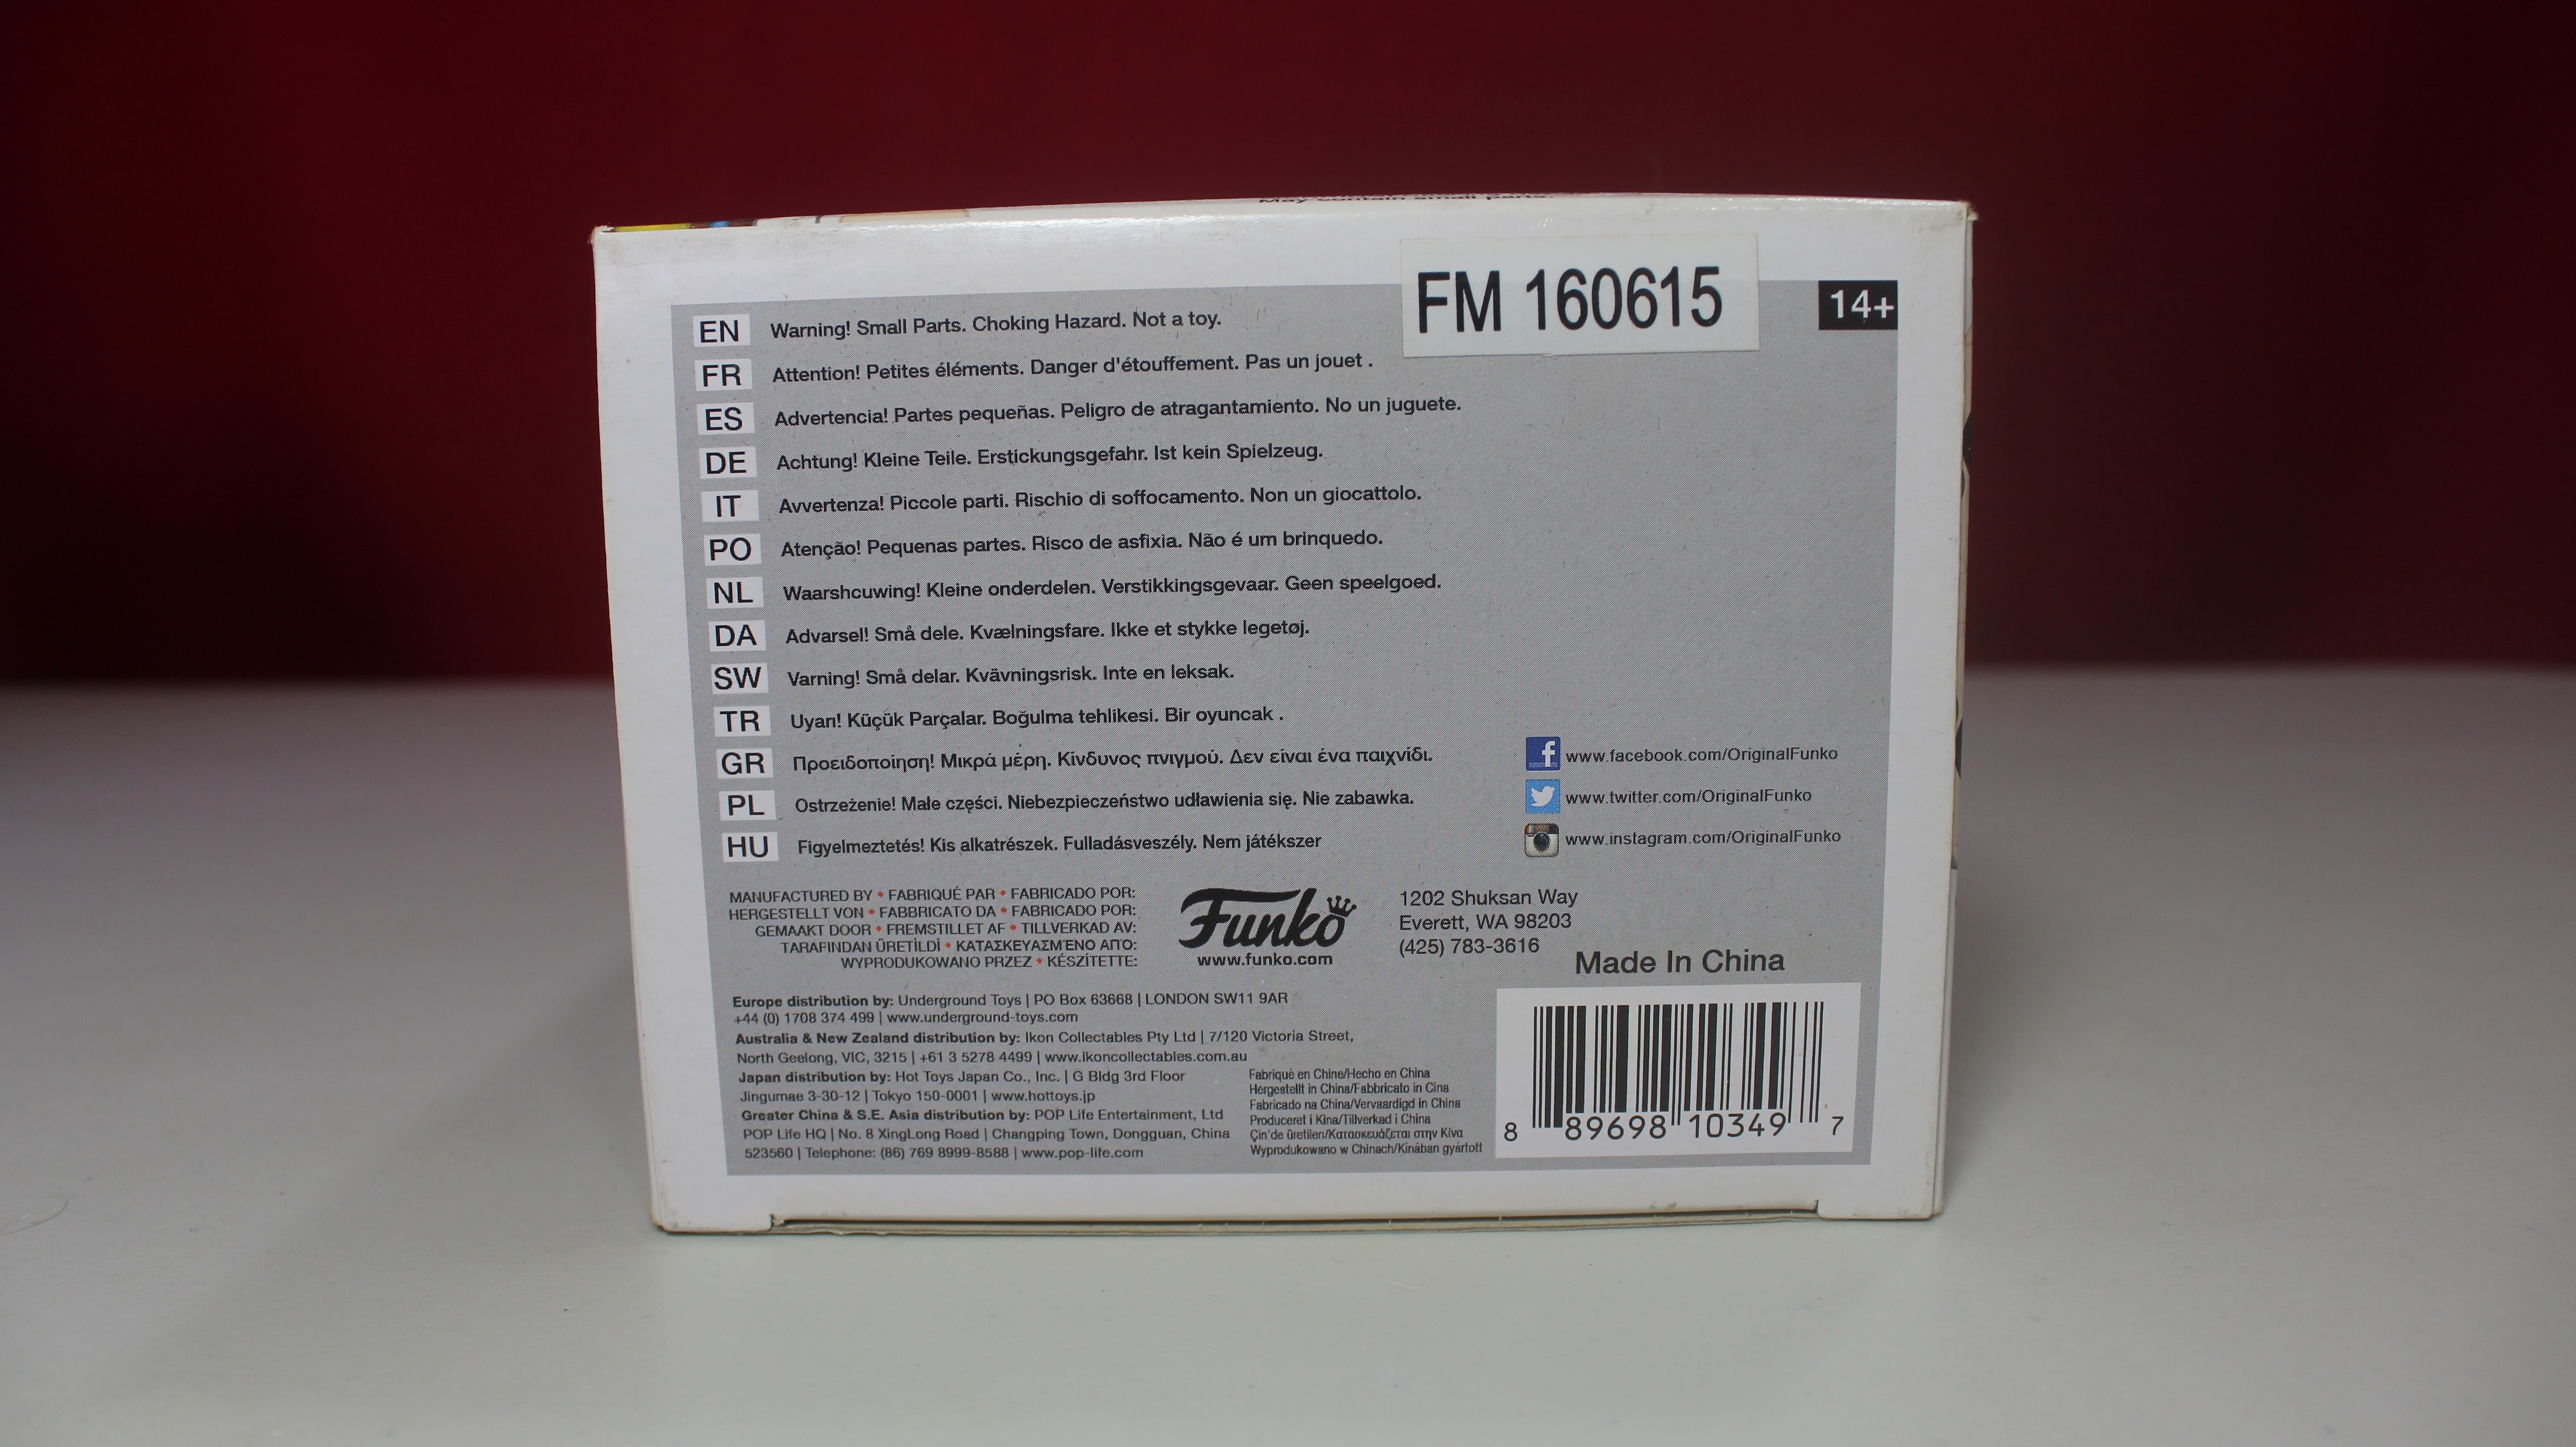 May contain small parts.
FM 160615
14+
EN Warning! Small Parts. Choking Hazard. Not a toy.
FR Attention! Petites éléments. Danger d'étouffement. Pas un jouet .
ES Advertencia! Partes pequeñas. Peligro de atragantamiento. No un juguete.
DE Achtung! Kleine Teile. Erstickungsgefahr. Ist kein Spielzeug.
IT Avvertenza! Piccole parti. Rischio di soffocamento. Non un giocattolo.
PO Atenção! Pequenas partes. Risco de asfixia. Não é um brinquedo.
NL Waarshcuwing! Kleine onderdelen. Verstikkingsgevaar. Geen speelgoed.
DA Advarsel! Små dele. Kvælningsfare. Ikke et stykke legetøj.
SW Varning! Små delar. Kvävningsrisk. Inte en leksak.
TR Uyarı! Küçük Parçalar. Boğulma tehlikesi. Bir oyuncak .
GR Προειδοποίηση! Μικρά μέρη. Κίνδυνος πνιγμού. Δεν είναι ένα παιχνίδι.
PL Ostrzeżenie! Małe części. Niebezpieczeństwo udławienia się. Nie zabawka.
HU Figyelmeztetés! Kis alkatrészek. Fulladásveszély. Nem játékszer
www.facebook.com/OriginalFunko
www.twitter.com/OriginalFunko
www.instagram.com/OriginalFunko
MANUFACTURED BY • FABRIQUÉ PAR • FABRICADO POR:
HERGESTELLT VON • FABBRICATO DA • FABRICADO POR:
GEMAAKT DOOR • FREMSTILLET AF • TILLVERKAD AV:
TARAFINDAN ÜRETİLDİ • ΚΑΤΑΣΚΕΥΑΣΜΈΝΟ ΑΠΌ:
WYPRODUKOWANO PRZEZ • KÉSZÍTETTE:
Funko
www.funko.com
1202 Shuksan Way
Everett, WA 98203
(425) 783-3616
Made In China
Europe distribution by: Underground Toys | PO Box 63668 | LONDON SW11 9AR
+44 (0) 1708 374 499 | www.underground-toys.com
Australia & New Zealand distribution by: Ikon Collectables Pty Ltd | 7/120 Victoria Street,
North Geelong, VIC, 3215 | +61 3 5278 4499 | www.ikoncollectables.com.au
Japan distribution by: Hot Toys Japan Co., Inc. | G Bldg 3rd Floor
Jingumae 3-30-12 | Tokyo 150-0001 | www.hottoys.jp
Greater China & S.E. Asia distribution by: POP Life Entertainment, Ltd
POP Life HQ | No. 8 XingLong Road | Changping Town, Dongguan, China
523560 | Telephone: (86) 769 8999-8588 | www.pop-life.com
Fabriqué en Chine/Hecho en China
Hergestellt in China/Fabbricato in Cina
Fabricado na China/Vervaardigd in China
Produceret i Kina/Tillverkad i China
Çin'de üretilen/Κατασκευάζεται στην Κίνα
Wyprodukowano w Chinach/Kínában gyártott
8 89698 10349 7